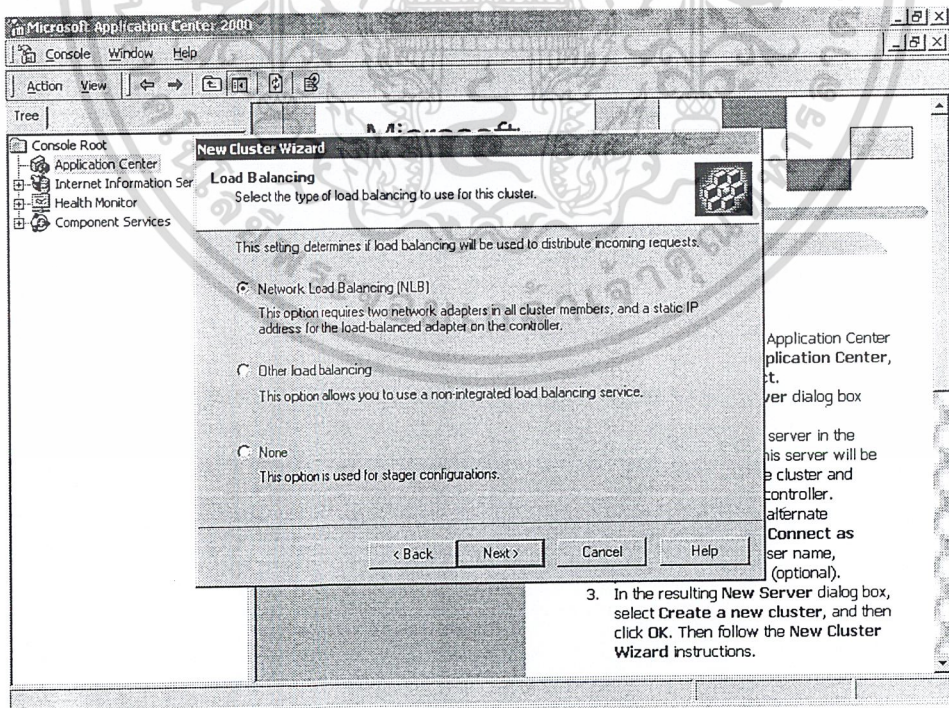 Microsoft Application Center 2000
Console Window Help
Action View
Tree
Console Root
Application Center
Internet Information Ser
Health Monitor
Component Services
Microsoft
New Cluster Wizard
Load Balancing
Select the type of load balancing to use for this cluster.
This setting determines if load balancing will be used to distribute incoming requests.
Network Load Balancing (NLB)
This option requires two network adapters in all cluster members, and a static IP
address for the load-balanced adapter on the controller.
Other load balancing
This option allows you to use a non-integrated load balancing service.
None
This option is used for stager configurations.
< Back Next > Cancel Help
Application Center
plication Center,
ct.
ver dialog box
server in the
his server will be
e cluster and
controller.
alternate
Connect as
ser name,
(optional).
3. In the resulting New Server dialog box,
select Create a new cluster, and then
click OK. Then follow the New Cluster
Wizard instructions.